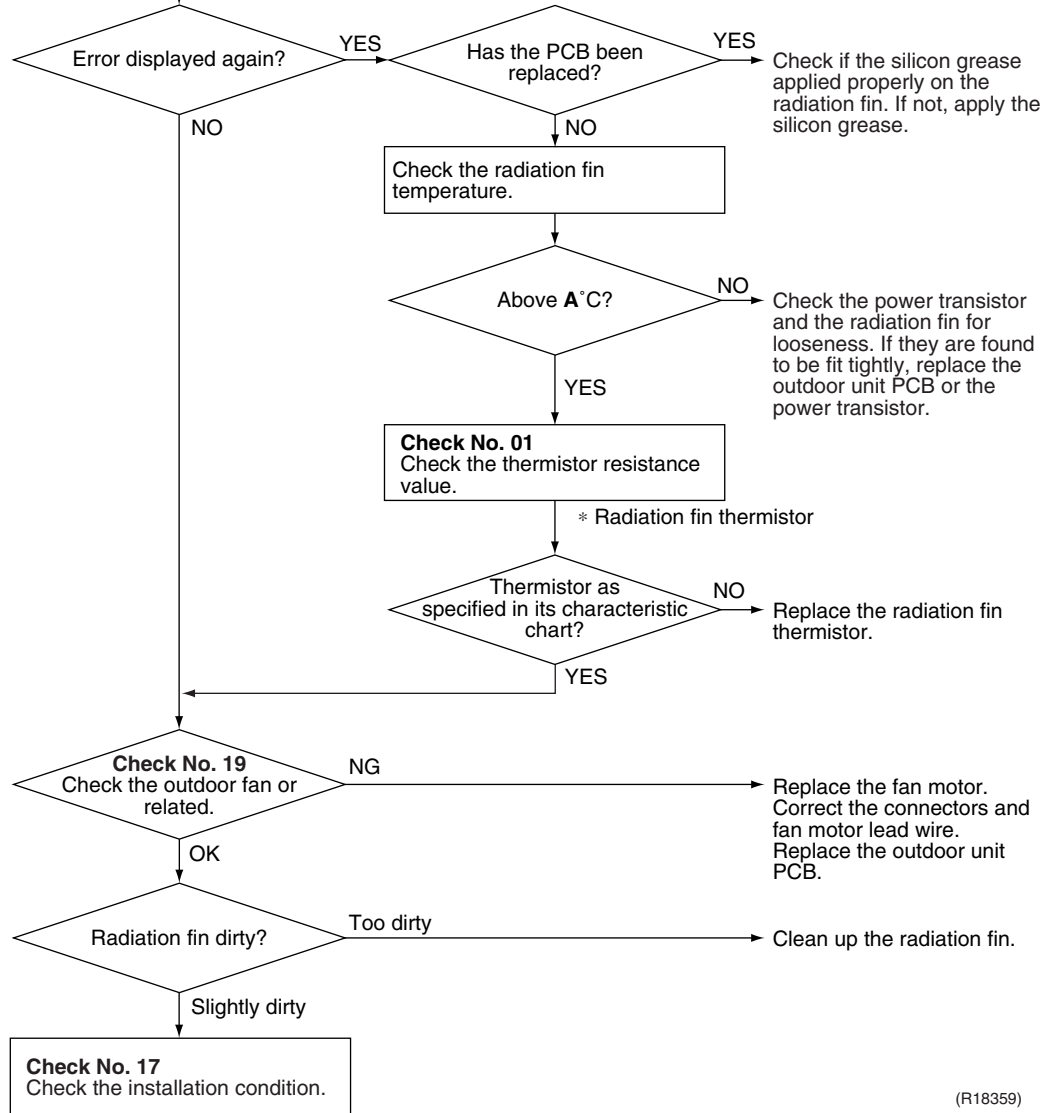 Error displayed again?
YES
Has the PCB been
replaced?
YES
Check if the silicon grease
applied properly on the
radiation fin. If not, apply the
silicon grease.
NO
NO
Check the radiation fin
temperature.
Above A˚C?
NO
Check the power transistor
and the radiation fin for
looseness. If they are found
to be fit tightly, replace the
outdoor unit PCB or the
power transistor.
YES
Check No. 01
Check the thermistor resistance
value.
∗ Radiation fin thermistor
Thermistor as
specified in its characteristic
chart?
NO
Replace the radiation fin
thermistor.
YES
Check No. 19
Check the outdoor fan or
related.
NG
Replace the fan motor.
Correct the connectors and
fan motor lead wire.
Replace the outdoor unit
PCB.
OK
Radiation fin dirty?
Too dirty
Clean up the radiation fin.
Slightly dirty
Check No. 17
Check the installation condition.
(R18359)